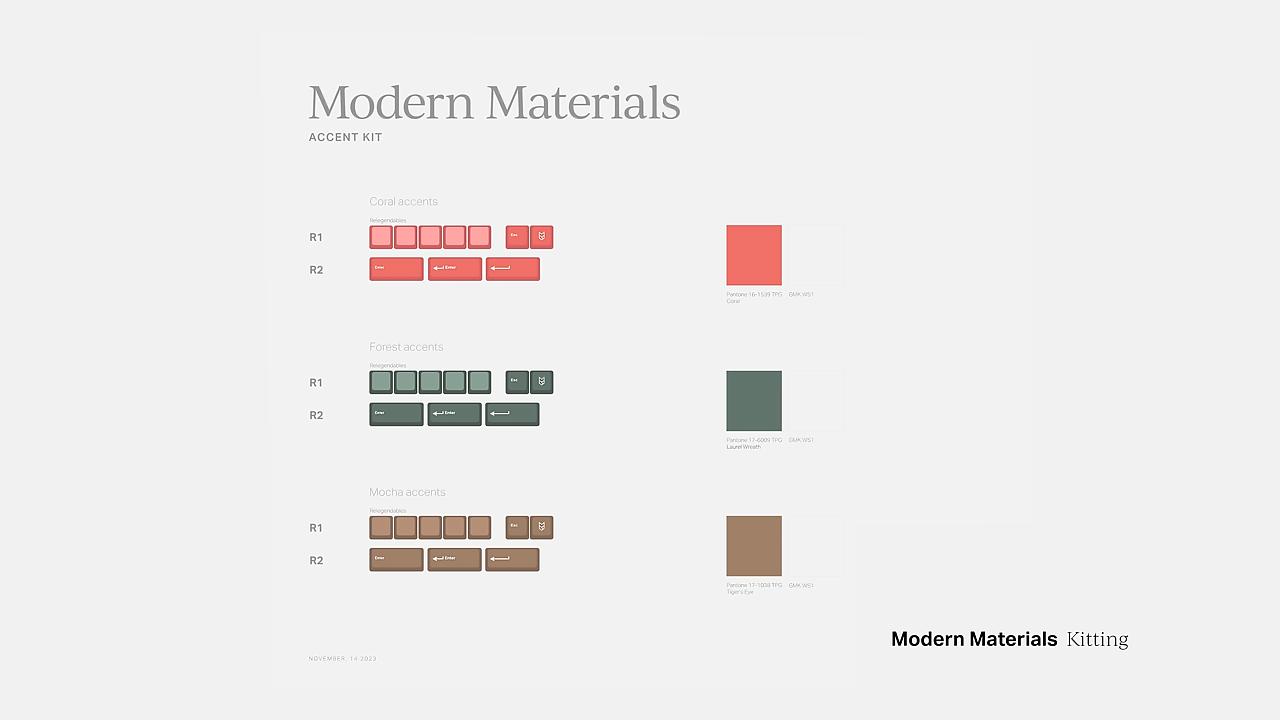 Modern Materials
ACCENT KIT
Coral accents
Relegendables
R1
Esc
R2
Enter
Enter
Pantone 16-1539 TPG
Coral
GMK WS1
Forest accents
Relegendables
R1
Esc
R2
Enter
Enter
Pantone 17-6009 TPG
Laurel Wreath
GMK WS1
Mocha accents
Relegendables
R1
Esc
R2
Enter
Enter
Pantone 17-1038 TPG
Tiger's Eye
GMK WS1
Modern Materials Kitting
NOVEMBER, 14 2023